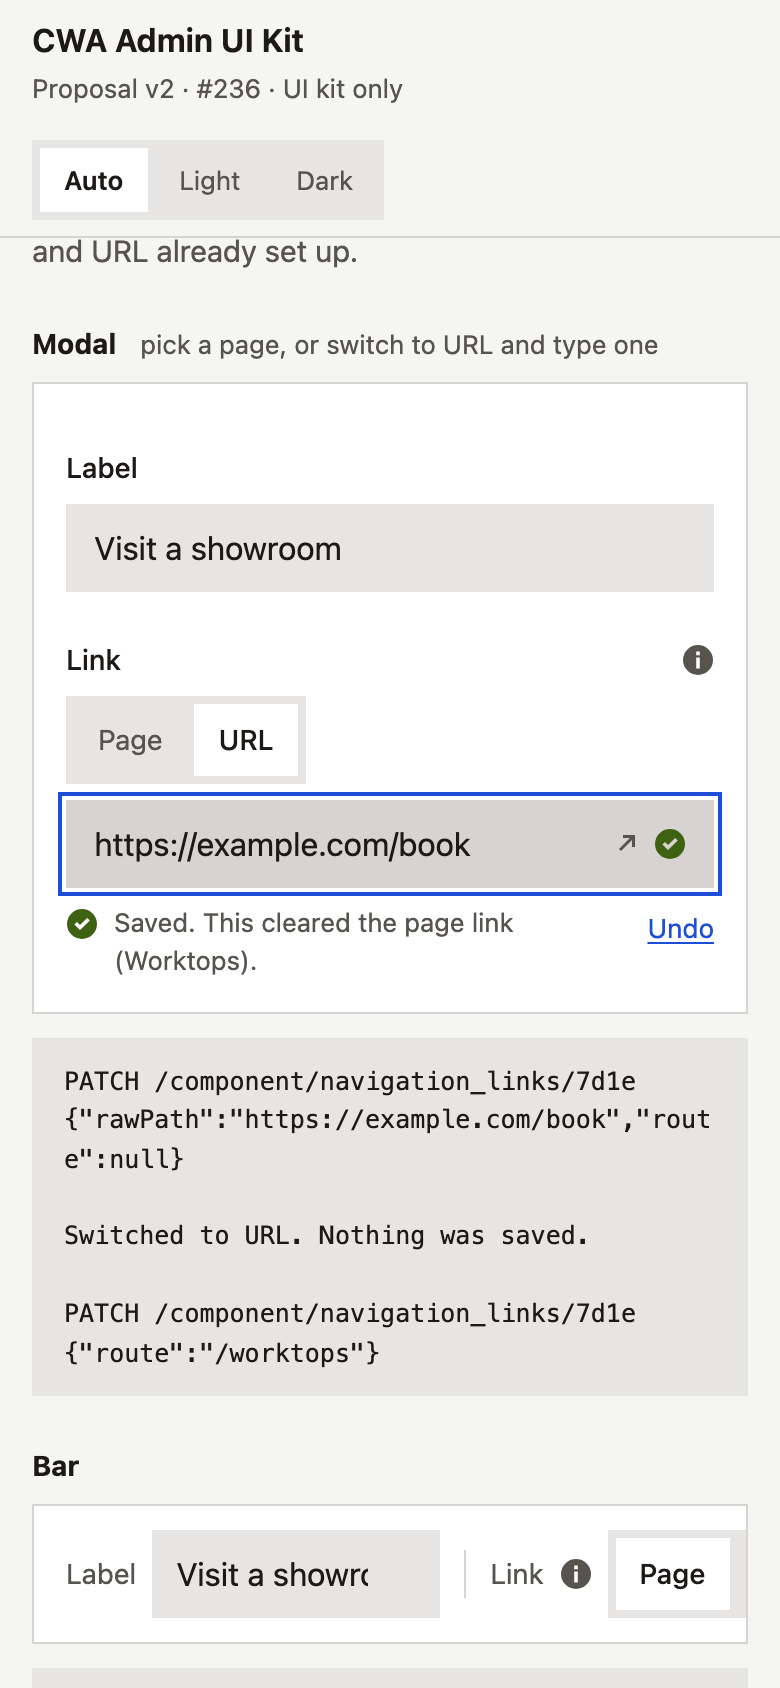 CWA Admin UI Kit
Proposal v2 · #236 · UI kit only
Auto Light Dark
and URL already set up.
Modal pick a page, or switch to URL and type one
Label
Visit a showroom
Link
Page URL
https://example.com/book
Saved. This cleared the page link
(Worktops).
Undo
PATCH /component/navigation_links/7d1e
{"rawPath":"https://example.com/book","rout
e":null}
Switched to URL. Nothing was saved.
PATCH /component/navigation_links/7d1e
{"route":"/worktops"}
Bar
Label Visit a showr Link Page